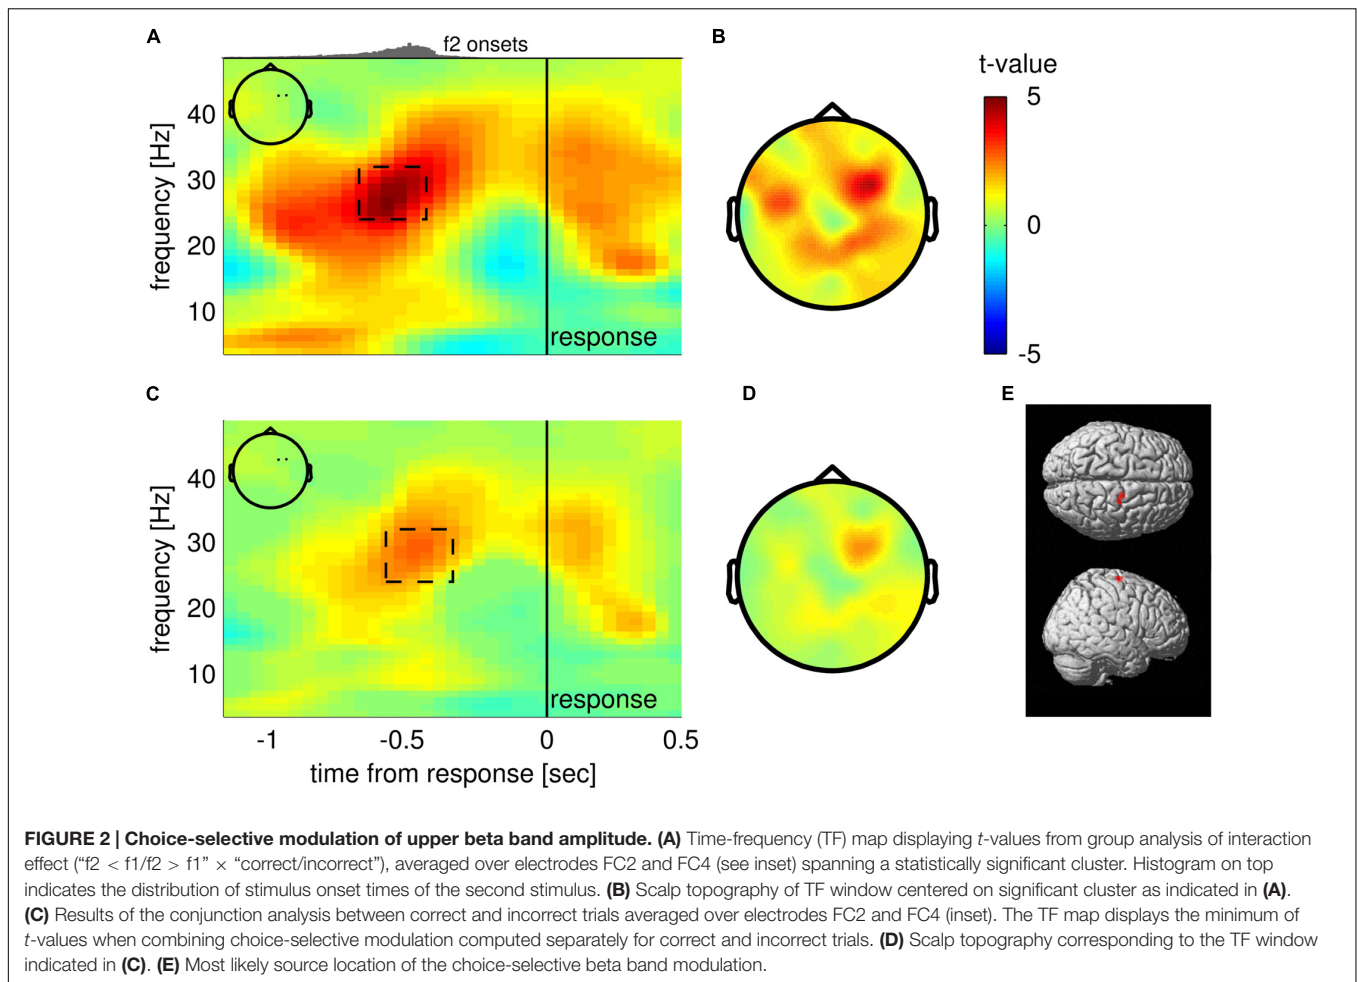 A
f2 onsets
B
t-value
5
0
-5
frequency [Hz]
40
30
20
10
response
C
D
E
frequency [Hz]
40
30
20
10
response
-1
-0.5
0
0.5
time from response [sec]
FIGURE 2 | Choice-selective modulation of upper beta band amplitude. (A) Time-frequency (TF) map displaying t-values from group analysis of interaction
effect (“f2 < f1/f2 > f1” × “correct/incorrect”), averaged over electrodes FC2 and FC4 (see inset) spanning a statistically significant cluster. Histogram on top
indicates the distribution of stimulus onset times of the second stimulus. (B) Scalp topography of TF window centered on significant cluster as indicated in (A).
(C) Results of the conjunction analysis between correct and incorrect trials averaged over electrodes FC2 and FC4 (inset). The TF map displays the minimum of
t-values when combining choice-selective modulation computed separately for correct and incorrect trials. (D) Scalp topography corresponding to the TF window
indicated in (C). (E) Most likely source location of the choice-selective beta band modulation.